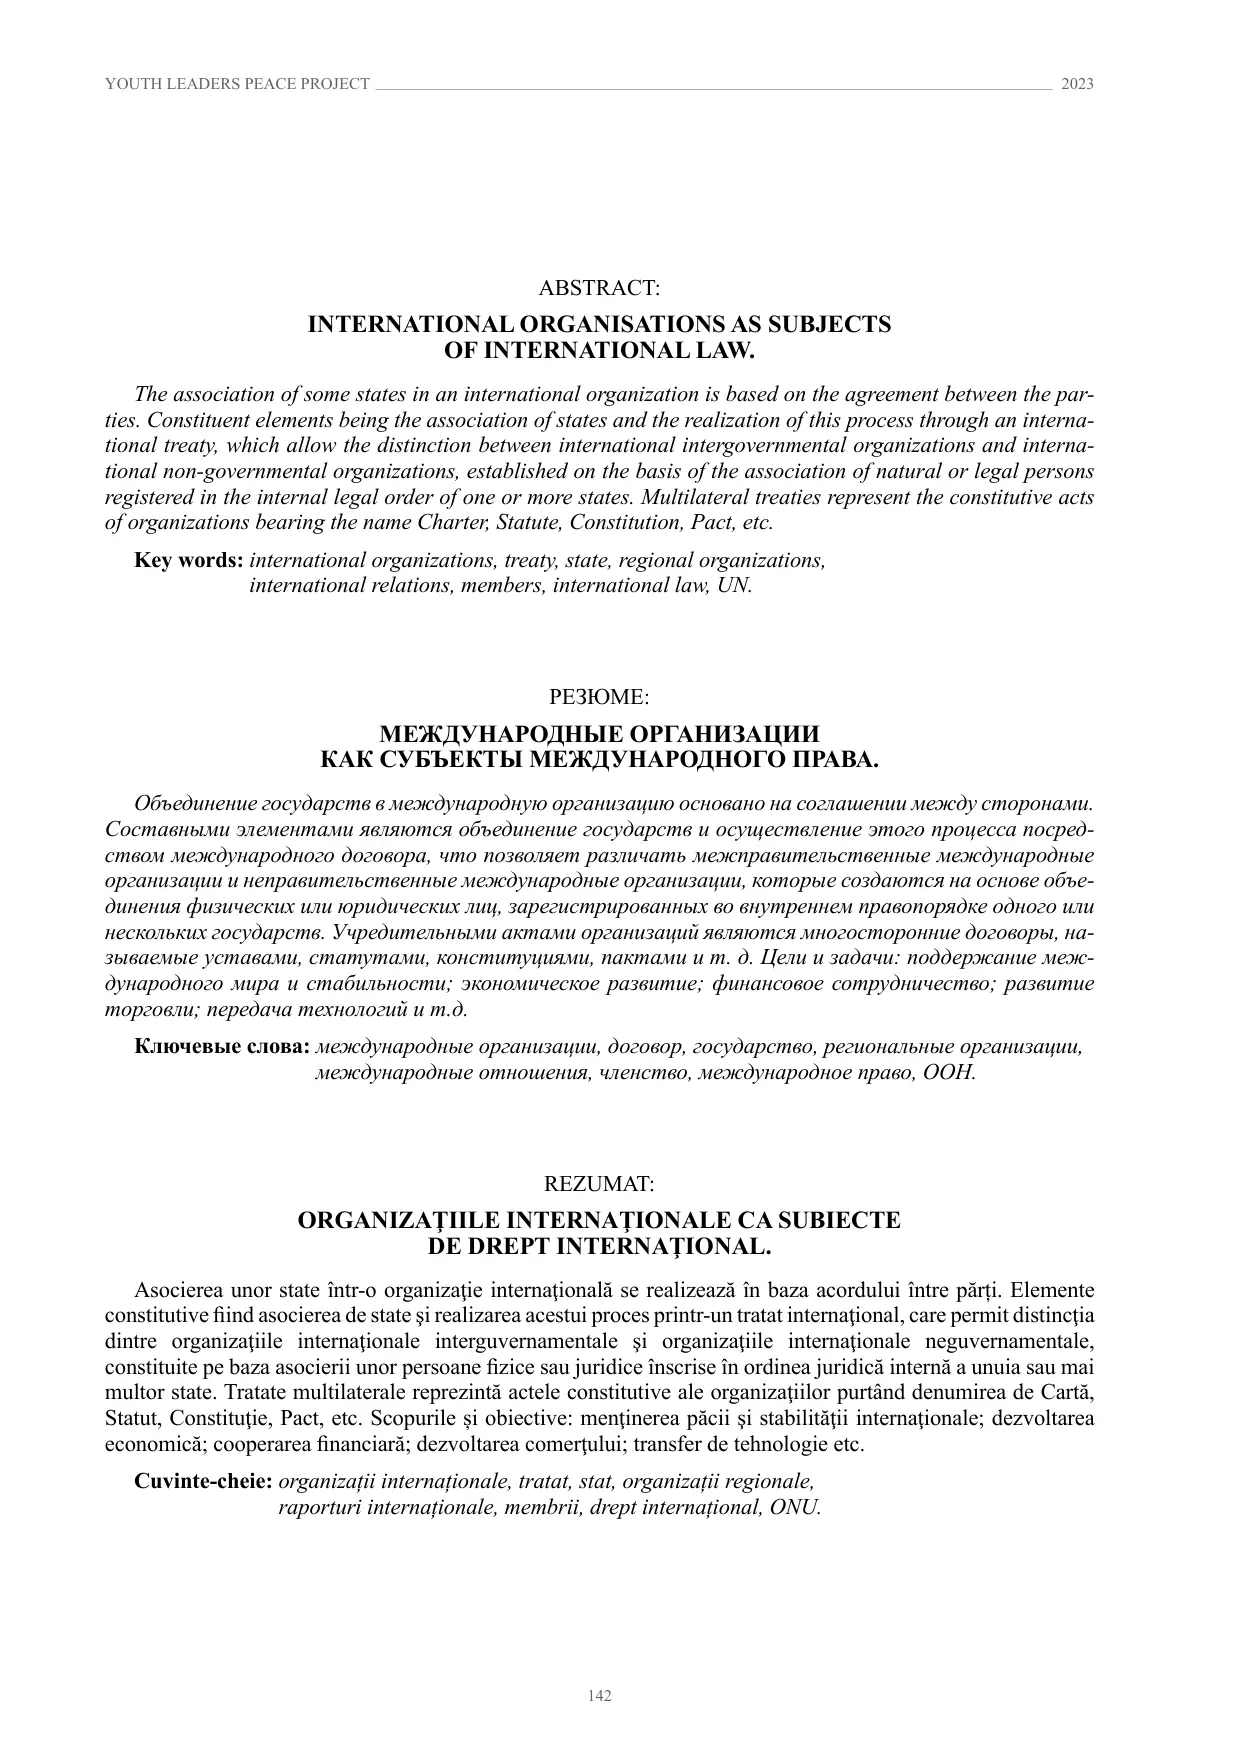 YOUTH LEADERS PEACE PROJECT 2023
ABSTRACT:
INTERNATIONAL ORGANISATIONS AS SUBJECTS
OF INTERNATIONAL LAW.
The association of some states in an international organization is based on the agreement between the par-
ties. Constituent elements being the association of states and the realization of this process through an interna-
tional treaty, which allow the distinction between international intergovernmental organizations and interna-
tional non-governmental organizations, established on the basis of the association of natural or legal persons
registered in the internal legal order of one or more states. Multilateral treaties represent the constitutive acts
of organizations bearing the name Charter, Statute, Constitution, Pact, etc.
Key words: international organizations, treaty, state, regional organizations,
international relations, members, international law, UN.
РЕЗЮМЕ:
МЕЖДУНАРОДНЫЕ ОРГАНИЗАЦИИ
КАК СУБЪЕКТЫ МЕЖДУНАРОДНОГО ПРАВА.
Объединение государств в международную организацию основано на соглашении между сторонами.
Составными элементами являются объединение государств и осуществление этого процесса посред-
ством международного договора, что позволяет различать межправительственные международные
организации и неправительственные международные организации, которые создаются на основе объе-
динения физических или юридических лиц, зарегистрированных во внутреннем правопорядке одного или
нескольких государств. Учредительными актами организаций являются многосторонние договоры, на-
зываемые уставами, статутами, конституциями, пактами и т. д. Цели и задачи: поддержание меж-
дународного мира и стабильности; экономическое развитие; финансовое сотрудничество; развитие
торговли; передача технологий и т.д.
Ключевые слова: международные организации, договор, государство, региональные организации,
международные отношения, членство, международное право, ООН.
REZUMAT:
ORGANIZAŢIILE INTERNAŢIONALE CA SUBIECTE
DE DREPT INTERNAŢIONAL.
Asocierea unor state într-o organizaţie internaţională se realizează în baza acordului între părți. Elemente
constitutive fiind asocierea de state şi realizarea acestui proces printr-un tratat internaţional, care permit distincţia
dintre organizaţiile internaţionale interguvernamentale şi organizaţiile internaţionale neguvernamentale,
constituite pe baza asocierii unor persoane fizice sau juridice înscrise în ordinea juridică internă a unuia sau mai
multor state. Tratate multilaterale reprezintă actele constitutive ale organizaţiilor purtând denumirea de Cartă,
Statut, Constituţie, Pact, etc. Scopurile și obiective: menţinerea păcii şi stabilităţii internaţionale; dezvoltarea
economică; cooperarea financiară; dezvoltarea comerţului; transfer de tehnologie etc.
Cuvinte-cheie: organizații internaționale, tratat, stat, organizații regionale,
raporturi internaționale, membrii, drept internațional, ONU.
142